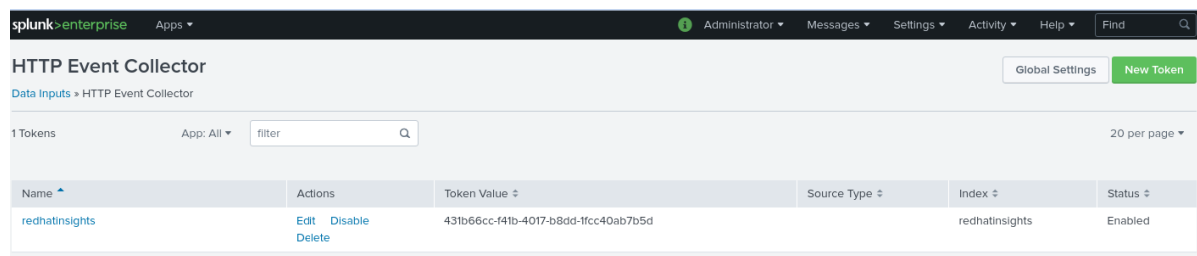 splunk>enterprise Apps ▾ i Administrator ▾ Messages ▾ Settings ▾ Activity ▾ Help ▾ Find
HTTP Event Collector
Global Settings New Token
Data Inputs » HTTP Event Collector
1 Tokens App: All ▾ filter 20 per page ▾
Name Actions Token Value Source Type Index Status
redhatinsights Edit Disable 431b66cc-f41b-4017-b8dd-1fcc40ab7b5d redhatinsights Enabled
Delete